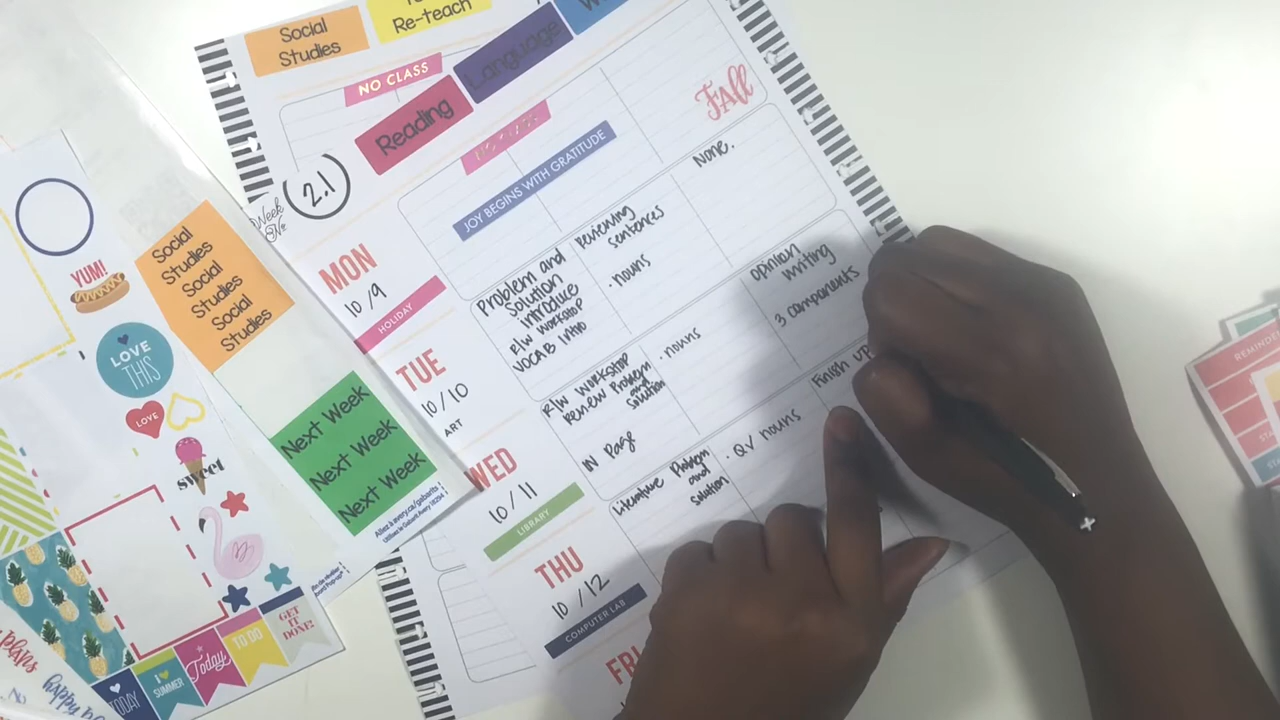 Social
Studies
Re-teach
Language
NO CLASS
Reading
FALL
JOY BEGINS WITH GRATITUDE
2.1
Week
MON
10/9
HOLIDAY
Problem and
Solution
introduce
R/W WORKSHOP
VOCAB Intro
reviewing
sentences
• nouns
None.
TUE
10/10
ART
R/W WORKSHOP
Review Problem
and
solution
IN Page
• nouns
opinion
writing
3 components
WED
10/11
LIBRARY
Literature Problem
and
solution
• QV nouns
Finish up
THU
10/12
COMPUTER LAB
FRI
Social
Studies
Social
Studies
Social
Studies
Next Week
Next Week
Next Week
YUM!
LOVE
THIS
LOVE
sweet
TODAY
I SUMMER
Today
TO DO
GET
IT
DONE!
plans
happy
REMINDER